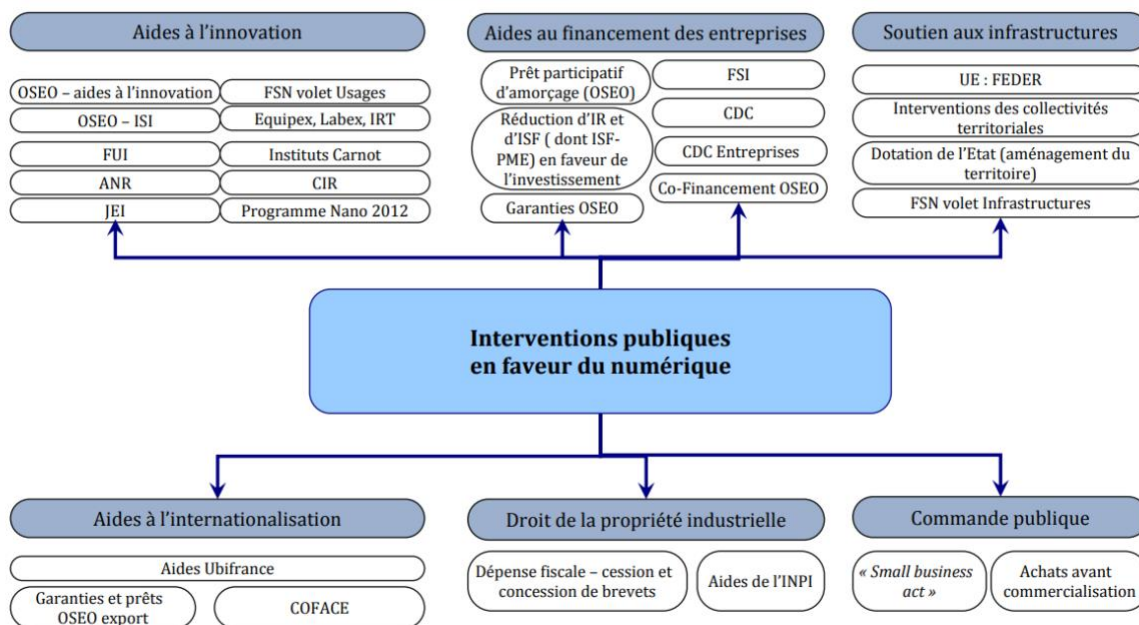 Aides à l'innovation
OSEO – aides à l'innovation
FSN volet Usages
OSEO – ISI
Equipex, Labex, IRT
FUI
Instituts Carnot
ANR
CIR
JEI
Programme Nano 2012
Aides au financement des entreprises
Prêt participatif
d'amorçage (OSEO)
FSI
Réduction d'IR et
d'ISF ( dont ISF-
PME) en faveur de
l'investissement
CDC
CDC Entreprises
Garanties OSEO
Co-Financement OSEO
Soutien aux infrastructures
UE : FEDER
Interventions des collectivités
territoriales
Dotation de l'Etat (aménagement du
territoire)
FSN volet Infrastructures
Interventions publiques
en faveur du numérique
Aides à l'internationalisation
Aides Ubifrance
Garanties et prêts
OSEO export
COFACE
Droit de la propriété industrielle
Dépense fiscale – cession et
concession de brevets
Aides de l'INPI
Commande publique
« Small business
act »
Achats avant
commercialisation